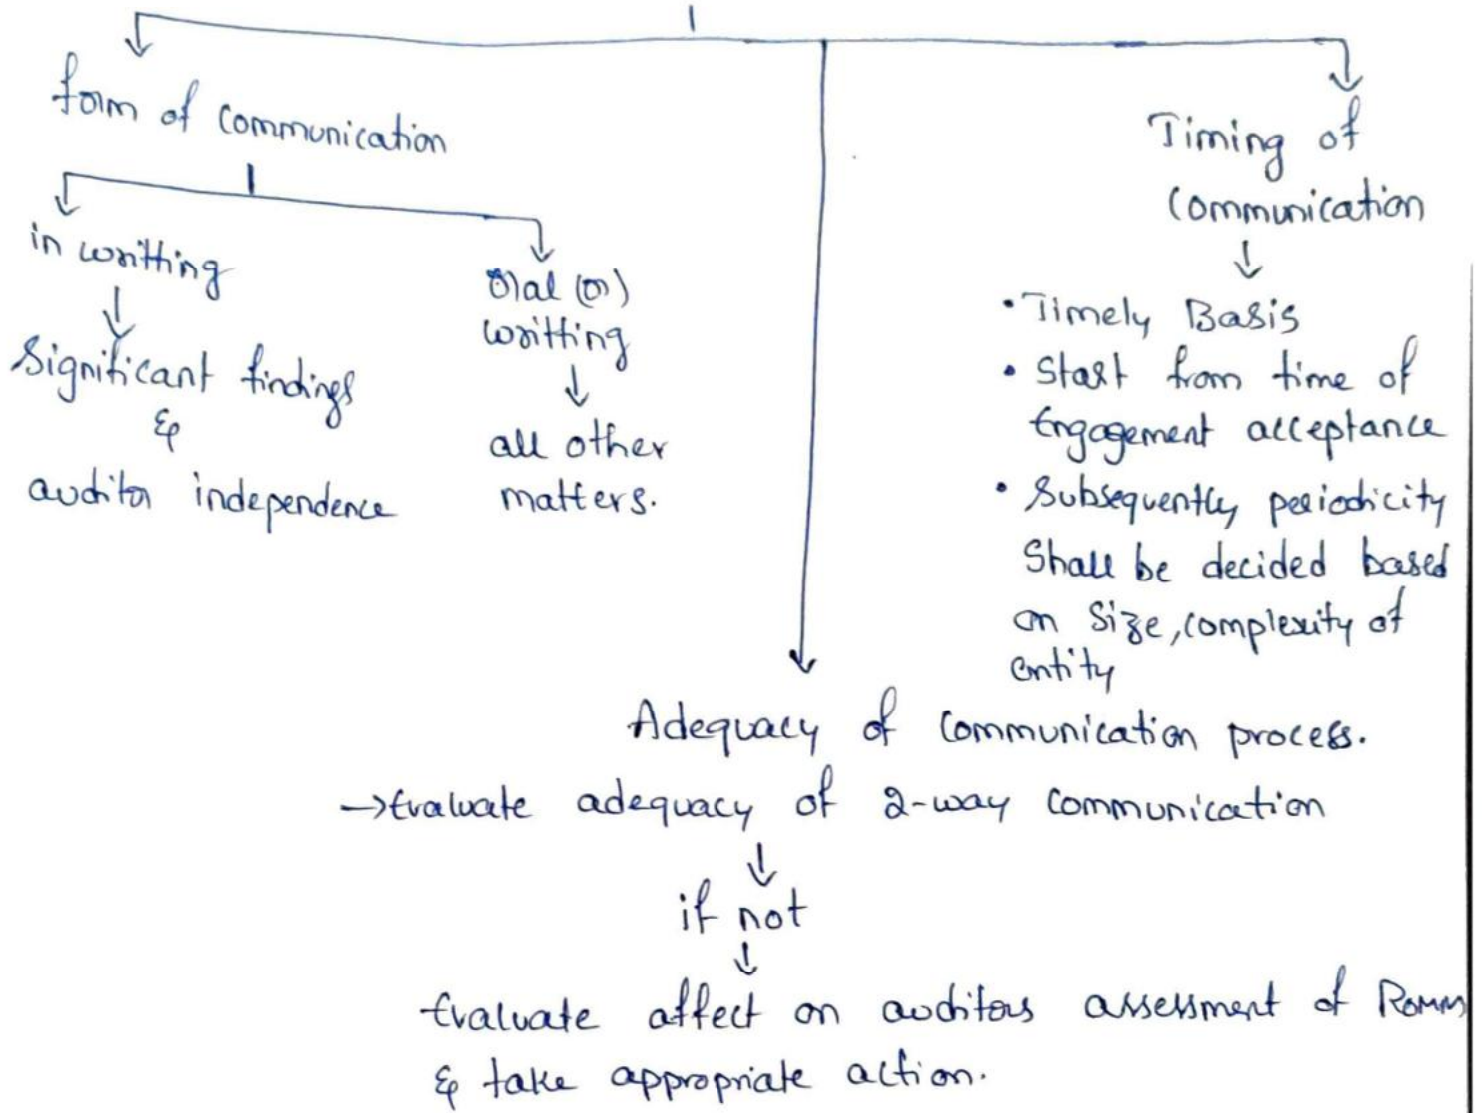 form of communication
in writting
Significant findings
&
auditor independence
Oral (or)
writting
all other
matters.
Timing of
Communication
• Timely Basis
• Start from time of
Engagement acceptance
• Subsequently periodicity
Shall be decided based
on Size, complexity of
entity
Adequacy of communication process.
→ Evaluate adequacy of 2-way communication
if not
Evaluate affect on auditors assessment of Romm
& take appropriate action.